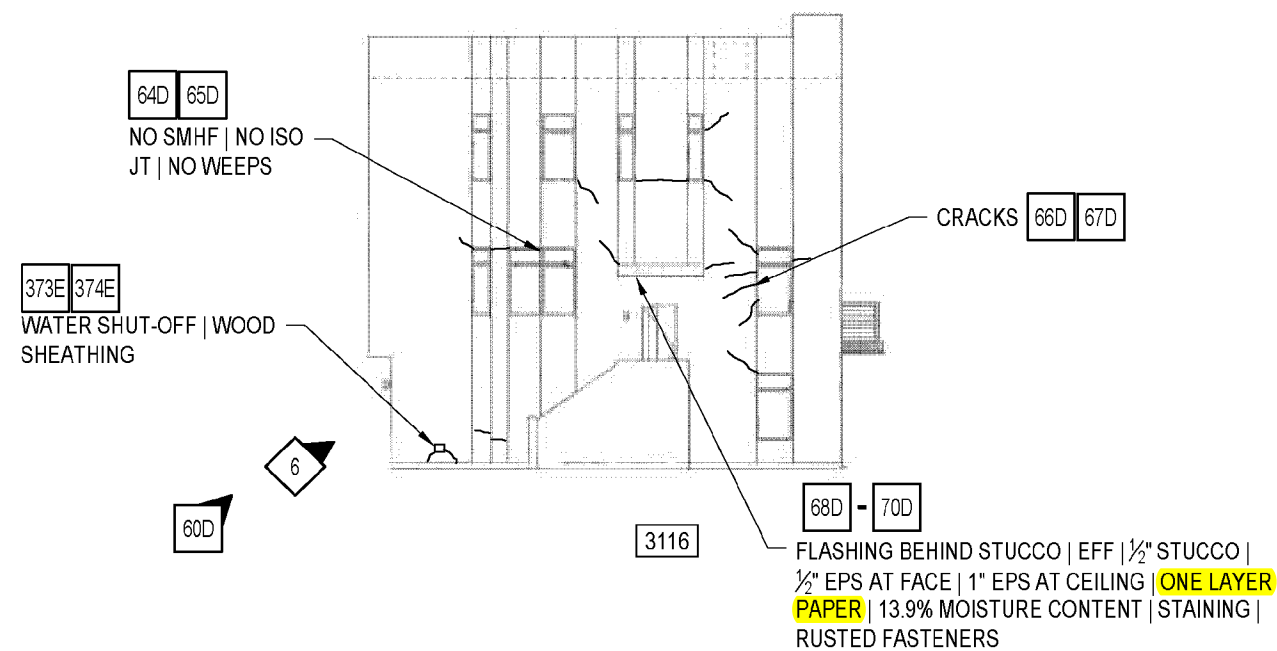 64D 65D
NO SMHF | NO ISO
JT | NO WEEPS
CRACKS 66D 67D
373E 374E
WATER SHUT-OFF | WOOD
SHEATHING
6
60D
3116
68D - 70D
FLASHING BEHIND STUCCO | EFF | ½" STUCCO |
½" EPS AT FACE | 1" EPS AT CEILING | ONE LAYER
PAPER | 13.9% MOISTURE CONTENT | STAINING |
RUSTED FASTENERS